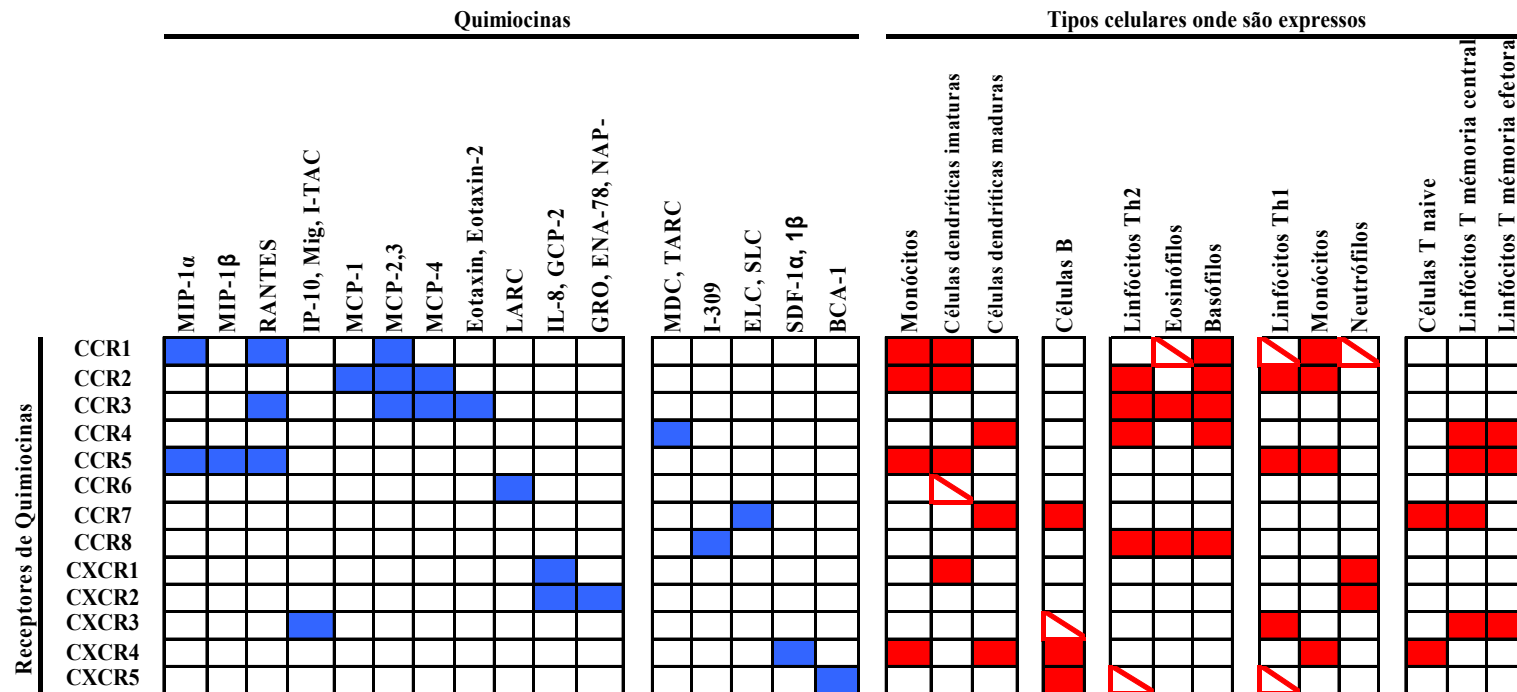 Quimiocinas
Tipos celulares onde são expressos
MIP-1α
MIP-1β
RANTES
IP-10, Mig, I-TAC
MCP-1
MCP-2,3
MCP-4
Eotaxin, Eotaxin-2
LARC
IL-8, GCP-2
GRO, ENA-78, NAP-
MDC, TARC
I-309
ELC, SLC
SDF-1α, 1β
BCA-1
Monócitos
Células dendríticas imaturas
Células dendríticas maduras
Células B
Linfócitos Th2
Eosinófilos
Basófilos
Linfócitos Th1
Monócitos
Neutrófilos
Células T naive
Linfócitos T mémoria central
Linfócitos T mémoria efetora
Receptores de Quimiocinas
CCR1
CCR2
CCR3
CCR4
CCR5
CCR6
CCR7
CCR8
CXCR1
CXCR2
CXCR3
CXCR4
CXCR5